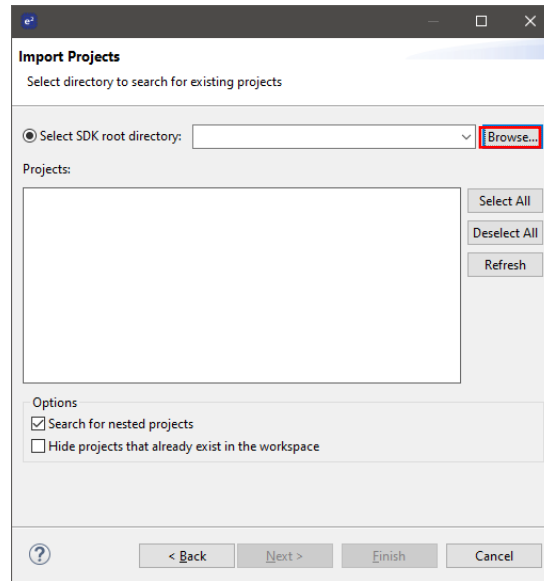 e²
Import Projects
Select directory to search for existing projects
Select SDK root directory:
Browse...
Projects:
Select All
Deselect All
Refresh
Options
Search for nested projects
Hide projects that already exist in the workspace
?
< Back
Next >
Finish
Cancel